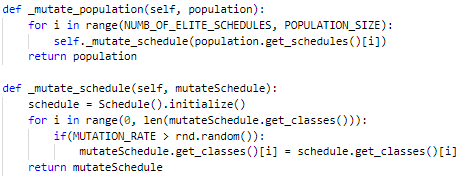 def _mutate_population(self, population):
    for i in range(NUMB_OF_ELITE_SCHEDULES, POPULATION_SIZE):
        self._mutate_schedule(population.get_schedules()[i])
    return population

def _mutate_schedule(self, mutateSchedule):
    schedule = Schedule().initialize()
    for i in range(0, len(mutateSchedule.get_classes())):
        if(MUTATION_RATE > rnd.random()):
            mutateSchedule.get_classes()[i] = schedule.get_classes()[i]
    return mutateSchedule